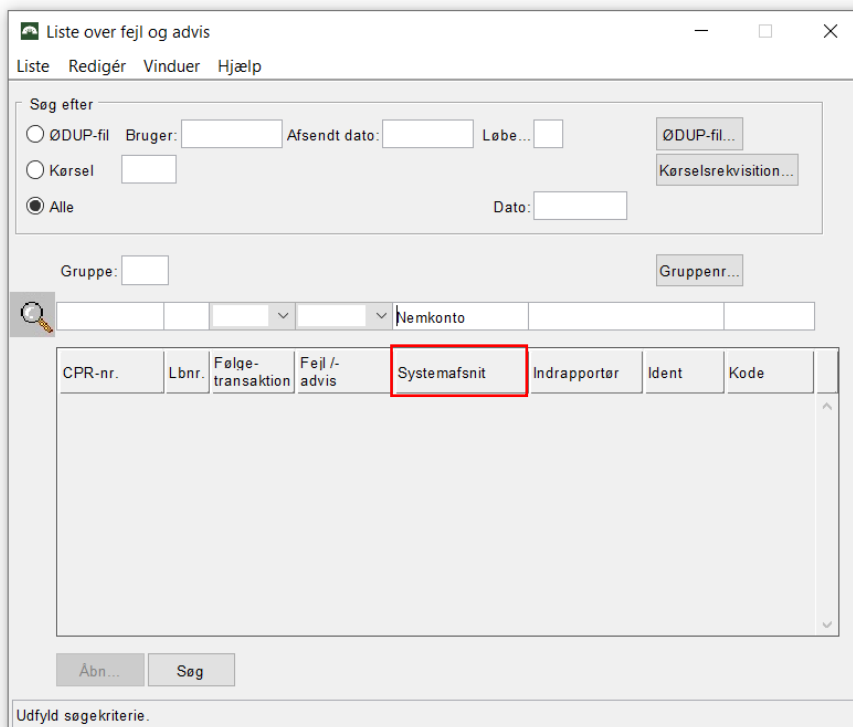 Liste over fejl og advis
Liste Redigér Vinduer Hjælp
Søg efter
ØDUP-fil Bruger: Afsendt dato: Løbe... ØDUP-fil...
Kørsel Kørselsrekvisition...
Alle Dato:
Gruppe: Gruppenr...
Nemkonto
CPR-nr. Lbnr. Følge-transaktion Fejl /-advis Systemafsnit Indrapportør Ident Kode
Åbn... Søg
Udfyld søgekriterie.